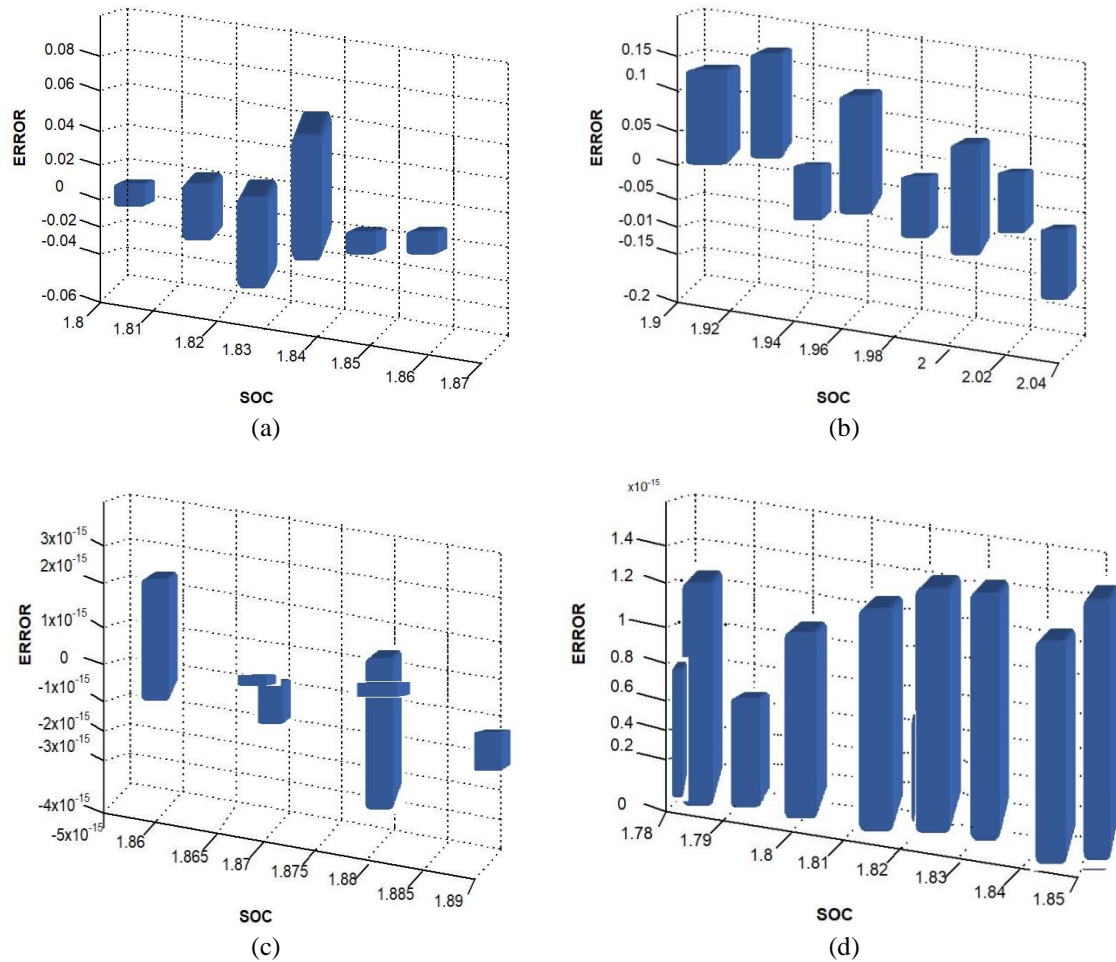 0.08
0.06
0.04
0.02
0
-0.02
-0.04
-0.06
ERROR
1.8
1.81
1.82
1.83
1.84
1.85
1.86
1.87
SOC
(a)
0.15
0.1
0.05
0
-0.05
-0.01
-0.15
-0.2
ERROR
1.9
1.92
1.94
1.96
1.98
2
2.02
2.04
SOC
(b)
3x10-15
2x10-15
1x10-15
0
-1x10-15
-2x10-15
-3x10-15
-4x10-15
-5x10-15
ERROR
1.86
1.865
1.87
1.875
1.88
1.885
1.89
SOC
(c)
x10-15
1.4
1.2
1
0.8
0.6
0.4
0.2
0
ERROR
1.78
1.79
1.8
1.81
1.82
1.83
1.84
1.85
SOC
(d)